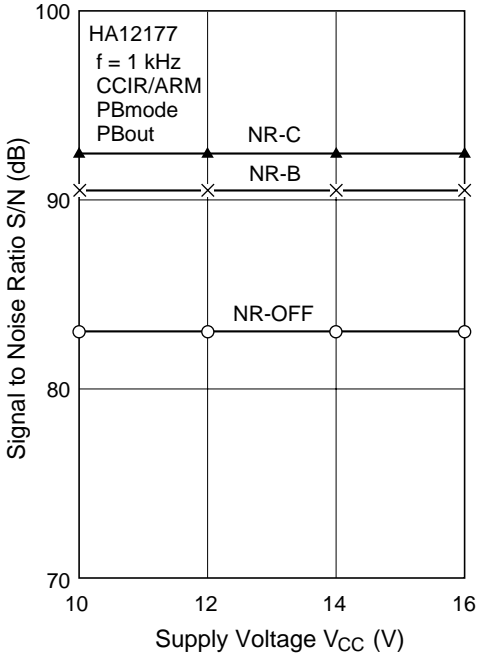 100
HA12177
f = 1 kHz
CCIR/ARM
PBmode
PBout
NR-C
NR-B
90
NR-OFF
80
70
10
12
14
16
Signal to Noise Ratio S/N (dB)
Supply Voltage VCC (V)